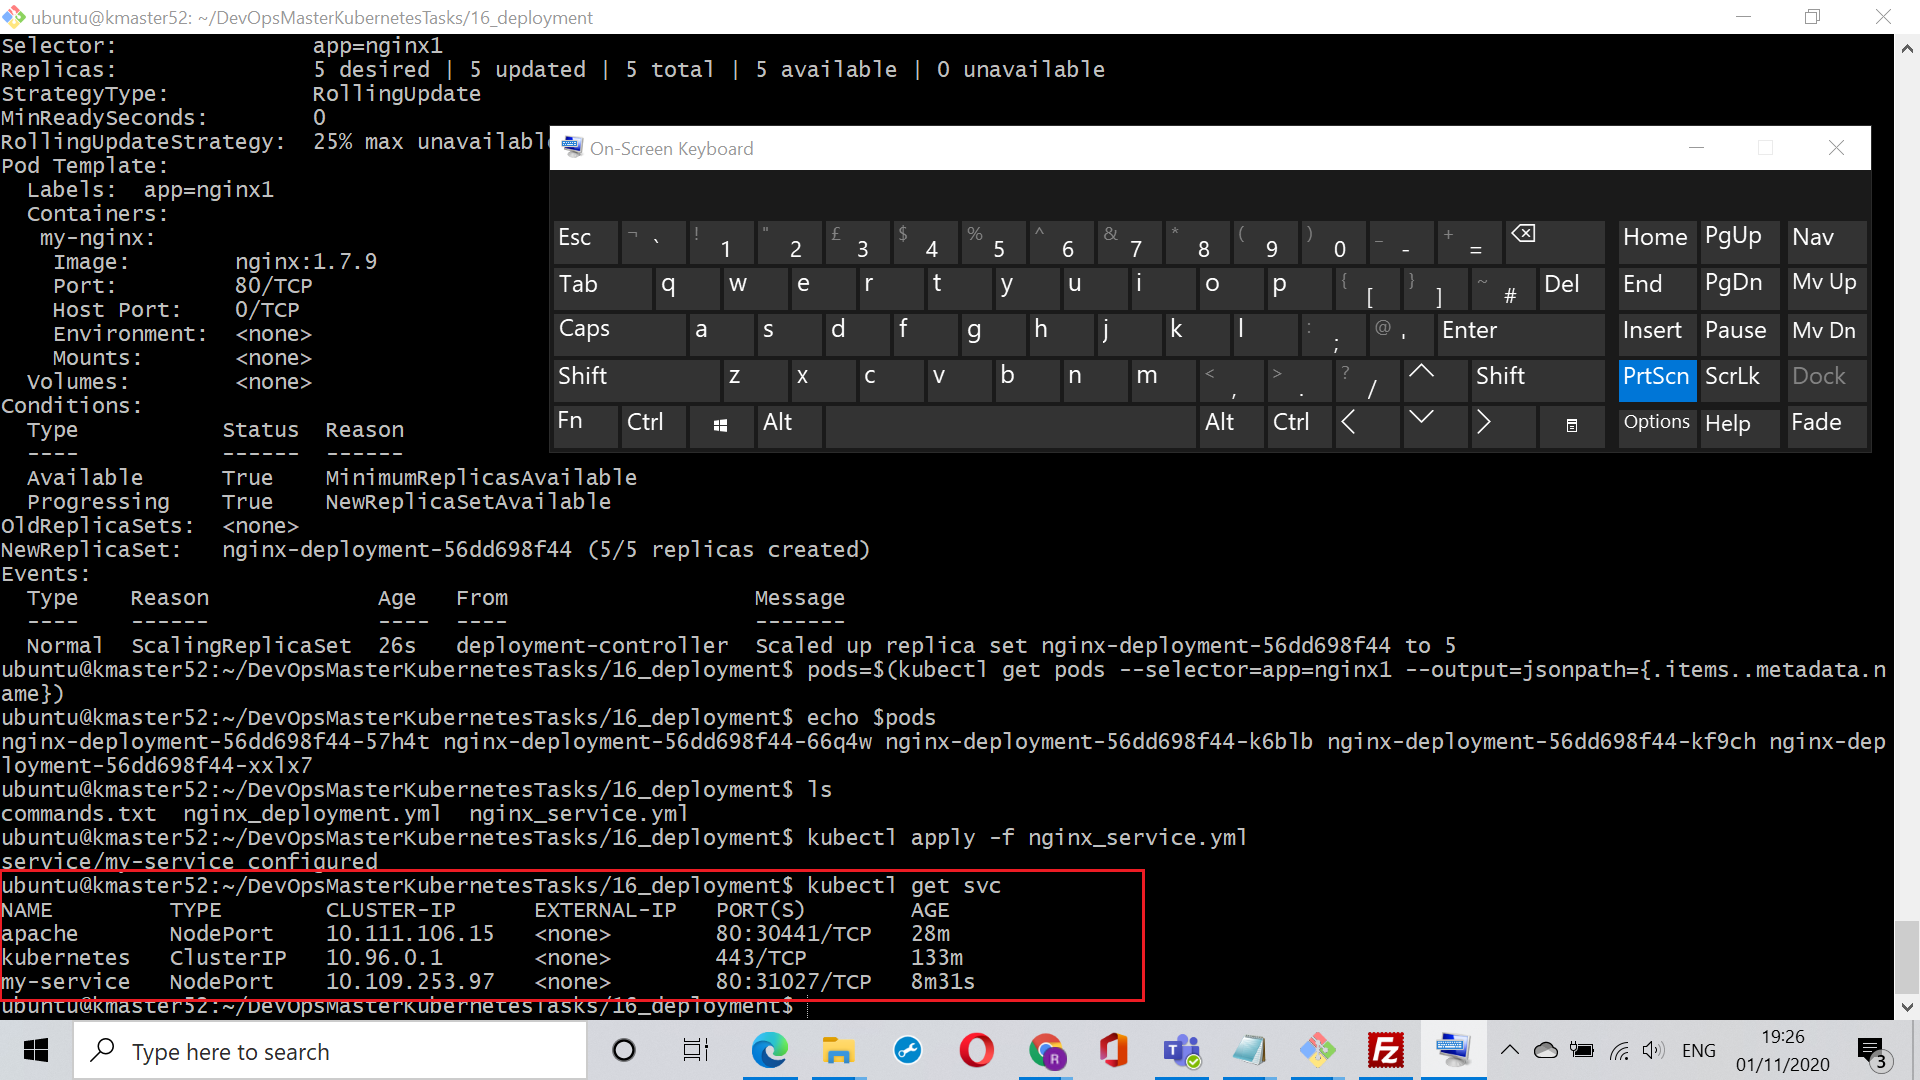 ubuntu@kmaster52: ~/DevOpsMasterKubernetesTasks/16_deployment
Selector:               app=nginx1
Replicas:               5 desired | 5 updated | 5 total | 5 available | 0 unavailable
StrategyType:           RollingUpdate
MinReadySeconds:        0
RollingUpdateStrategy:  25% max unavailabl
Pod Template:
  Labels:  app=nginx1
  Containers:
   my-nginx:
    Image:        nginx:1.7.9
    Port:         80/TCP
    Host Port:    0/TCP
    Environment:  <none>
    Mounts:       <none>
  Volumes:        <none>
Conditions:
  Type           Status  Reason
  ----           ------  ------
  Available      True    MinimumReplicasAvailable
  Progressing    True    NewReplicaSetAvailable
OldReplicaSets:  <none>
NewReplicaSet:   nginx-deployment-56dd698f44 (5/5 replicas created)
Events:
  Type    Reason             Age   From                   Message
  ----    ------             ----  ----                   -------
  Normal  ScalingReplicaSet  26s   deployment-controller  Scaled up replica set nginx-deployment-56dd698f44 to 5
ubuntu@kmaster52:~/DevOpsMasterKubernetesTasks/16_deployment$ pods=$(kubectl get pods --selector=app=nginx1 --output=jsonpath={.items..metadata.n
ame})
ubuntu@kmaster52:~/DevOpsMasterKubernetesTasks/16_deployment$ echo $pods
nginx-deployment-56dd698f44-57h4t nginx-deployment-56dd698f44-66q4w nginx-deployment-56dd698f44-k6blb nginx-deployment-56dd698f44-kf9ch nginx-dep
loyment-56dd698f44-xxlx7
ubuntu@kmaster52:~/DevOpsMasterKubernetesTasks/16_deployment$ ls
commands.txt  nginx_deployment.yml  nginx_service.yml
ubuntu@kmaster52:~/DevOpsMasterKubernetesTasks/16_deployment$ kubectl apply -f nginx_service.yml
service/my-service configured
ubuntu@kmaster52:~/DevOpsMasterKubernetesTasks/16_deployment$ kubectl get svc
NAME         TYPE        CLUSTER-IP      EXTERNAL-IP   PORT(S)        AGE
apache       NodePort    10.111.106.15   <none>        80:30441/TCP   28m
kubernetes   ClusterIP   10.96.0.1       <none>        443/TCP        133m
my-service   NodePort    10.109.253.97   <none>        80:31027/TCP   8m31s
ubuntu@kmaster52:~/DevOpsMasterKubernetesTasks/16_deployment$
On-Screen Keyboard
Esc ¬ ` ! 1 " 2 £ 3 $ 4 % 5 ^ 6 & 7 * 8 ( 9 ) 0 _ - + = Home PgUp Nav
Tab q w e r t y u i o p { [ } ] ~ # Del End PgDn Mv Up
Caps a s d f g h j k l : ; @ ' Enter Insert Pause Mv Dn
Shift z x c v b n m < , > . ? / Shift PrtScn ScrLk Dock
Fn Ctrl Alt Alt Ctrl Options Help Fade
Type here to search
ENG
19:26
01/11/2020
3